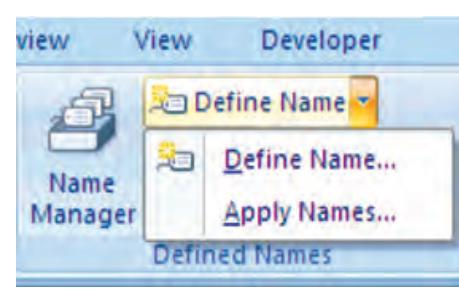 view View Developer
Define Name
Define Name...
Name
Manager
Apply Names...
Defined Names